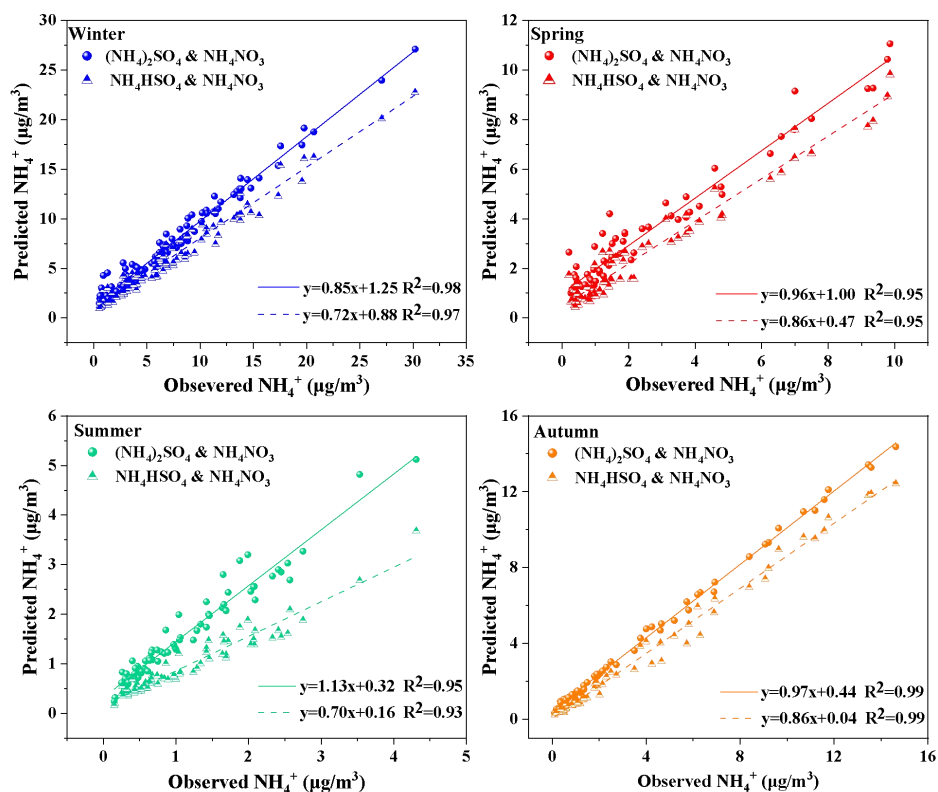 Winter
(NH₄)₂SO₄ & NH₄NO₃
NH₄HSO₄ & NH₄NO₃
y=0.85x+1.25 R²=0.98
y=0.72x+0.88 R²=0.97
30
25
20
15
10
5
0
0 5 10 15 20 25 30 35
Predicted NH₄⁺ (μg/m³)
Obsevered NH₄⁺ (μg/m³)
Spring
(NH₄)₂SO₄ & NH₄NO₃
NH₄HSO₄ & NH₄NO₃
y=0.96x+1.00 R²=0.95
y=0.86x+0.47 R²=0.95
12
10
8
6
4
2
0
0 2 4 6 8 10
Predicted NH₄⁺ (μg/m³)
Obsevered NH₄⁺ (μg/m³)
Summer
(NH₄)₂SO₄ & NH₄NO₃
NH₄HSO₄ & NH₄NO₃
y=1.13x+0.32 R²=0.95
y=0.70x+0.16 R²=0.93
6
5
4
3
2
1
0
0 1 2 3 4 5
Predicted NH₄⁺ (μg/m³)
Observed NH₄⁺ (μg/m³)
Autumn
(NH₄)₂SO₄ & NH₄NO₃
NH₄HSO₄ & NH₄NO₃
y=0.97x+0.44 R²=0.99
y=0.86x+0.04 R²=0.99
16
12
8
4
0
0 4 8 12 16
Predicted NH₄⁺ (μg/m³)
Observed NH₄⁺ (μg/m³)